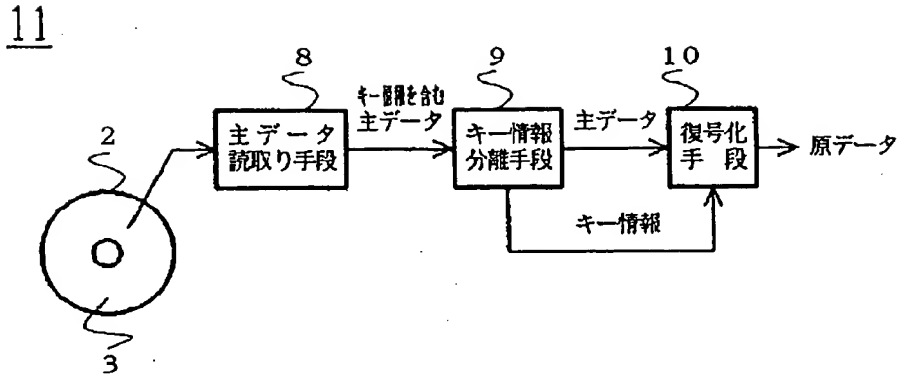 11
8
9
10
2
キー情報を含む
主データ
主データ
読取り手段
キー情報
分離手段
主データ
復号化
手段
原データ
キー情報
3